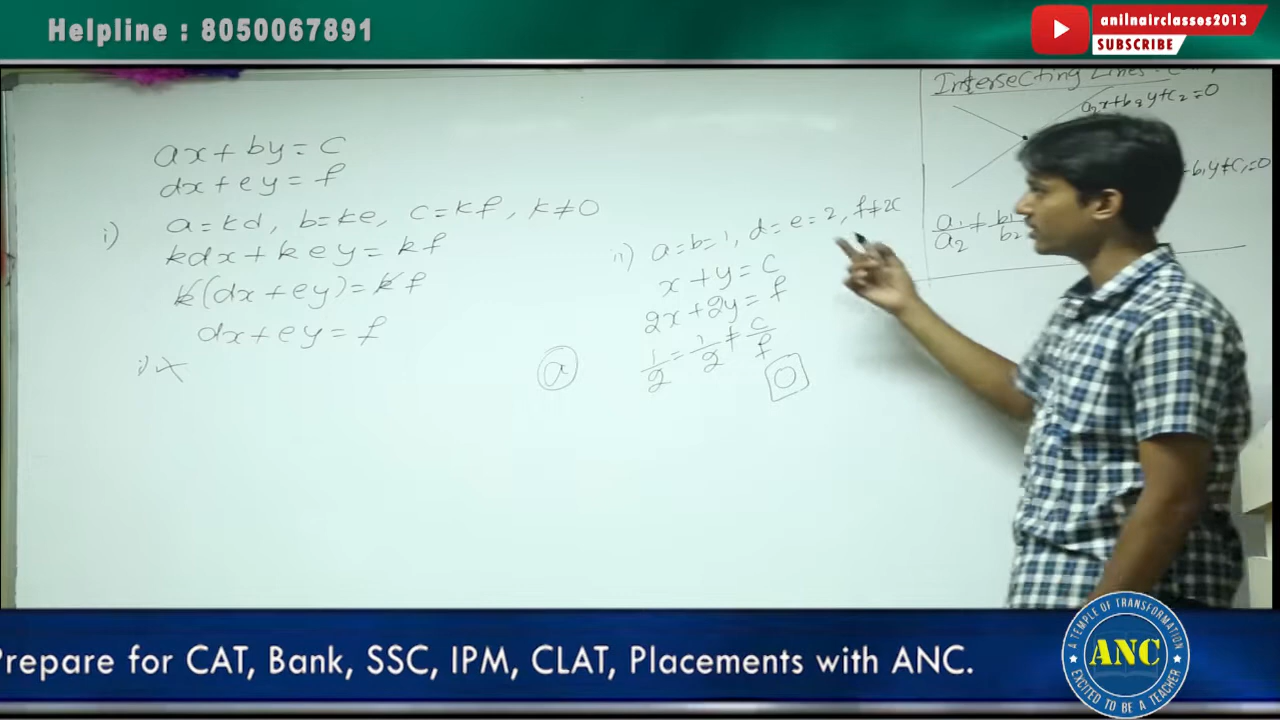 Helpline : 8050067891
anilnairclasses2013
SUBSCRIBE
ax + by = c
dx + ey = f
i) a = kd, b = ke, c = kf, k ≠ 0
kdx + key = kf
k(dx + ey) = kf
dx + ey = f
i) x
a
ii) a = b = 1, d = e = 2, f ≠ 2c
x + y = c
2x + 2y = f
1/2 = 1/2 ≠ c/f
0
Intersecting Lines
a2x + b2y + c2 = 0
b1y + c1 = 0
a1/a2 ≠ b1/b2
Prepare for CAT, Bank, SSC, IPM, CLAT, Placements with ANC.
A TEMPLE OF TRANSFORMATION
ANC
EXCITED TO BE A TEACHER